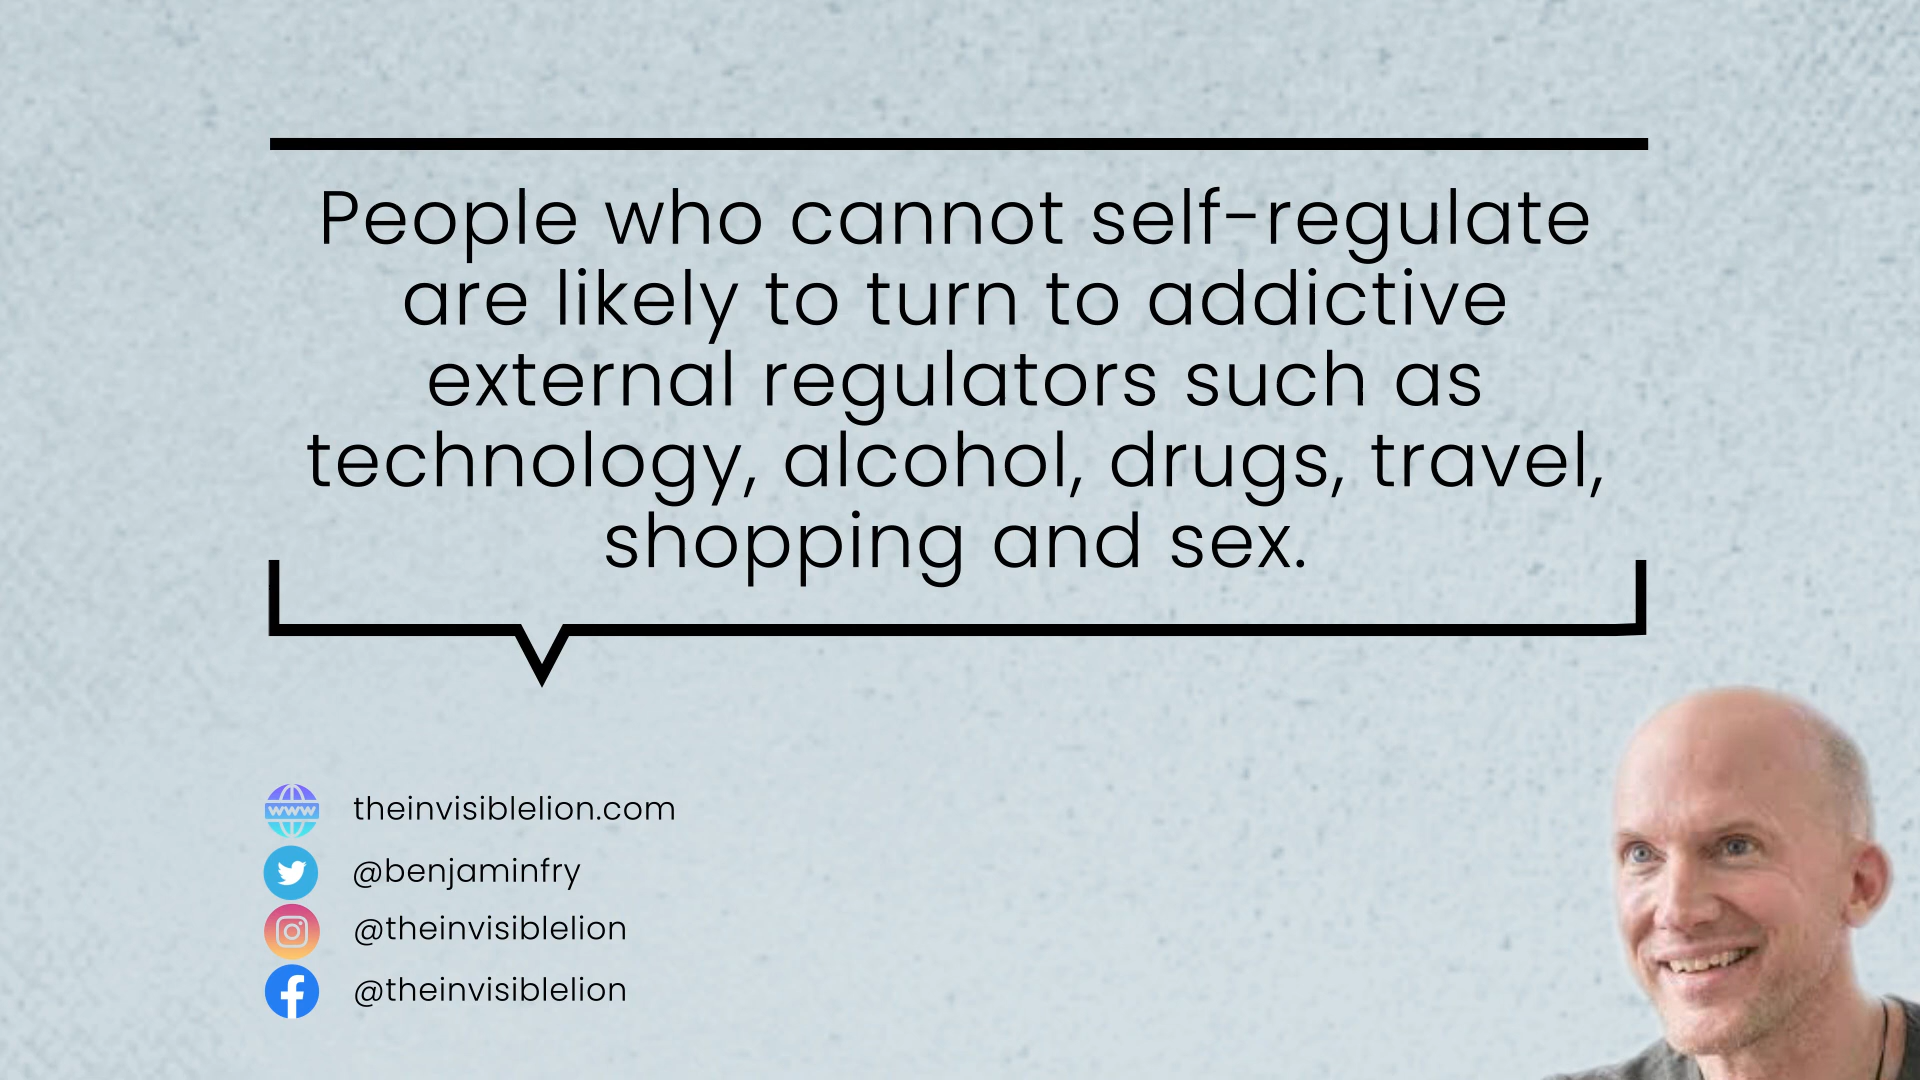 People who cannot self-regulate
are likely to turn to addictive
external regulators such as
technology, alcohol, drugs, travel,
shopping and sex.
www theinvisiblelion.com
@benjaminfry
@theinvisiblelion
@theinvisiblelion